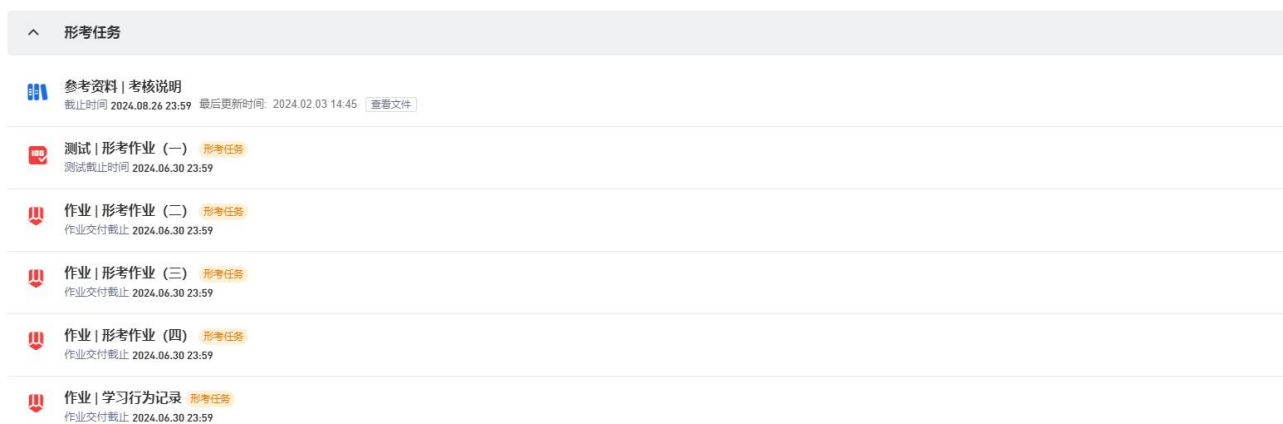 形考任务
参考资料 | 考核说明
截止时间 2024.08.26 23:59 最后更新时间: 2024.02.03 14:45 查看文件
100
测试 | 形考作业（一） 形考任务
测试截止时间 2024.06.30 23:59
作业 | 形考作业（二） 形考任务
作业交付截止 2024.06.30 23:59
作业 | 形考作业（三） 形考任务
作业交付截止 2024.06.30 23:59
作业 | 形考作业（四） 形考任务
作业交付截止 2024.06.30 23:59
作业 | 学习行为记录 形考任务
作业交付截止 2024.06.30 23:59